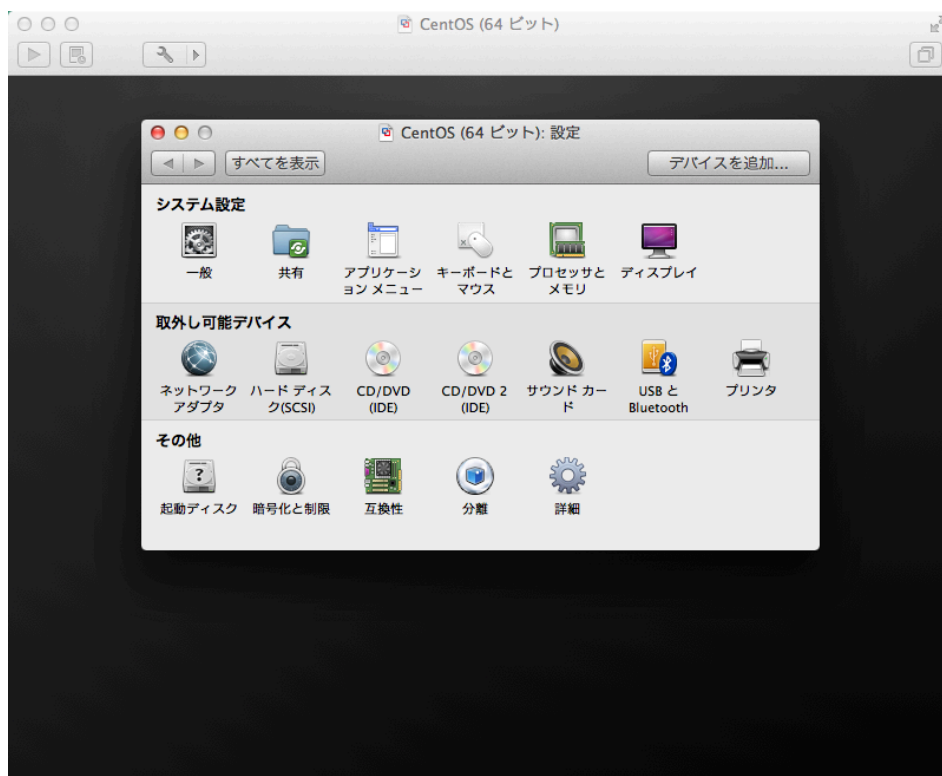 CentOS (64 ビット)
CentOS (64 ビット): 設定
すべてを表示
デバイスを追加...
システム設定
一般
共有
アプリケーシ
ョン メニュー
キーボードと
マウス
プロセッサと
メモリ
ディスプレイ
取外し可能デバイス
ネットワーク
アダプタ
ハード ディス
ク(SCSI)
CD/DVD
(IDE)
CD/DVD 2
(IDE)
サウンド カー
ド
USB と
Bluetooth
プリンタ
その他
起動ディスク
暗号化と制限
互換性
分離
詳細